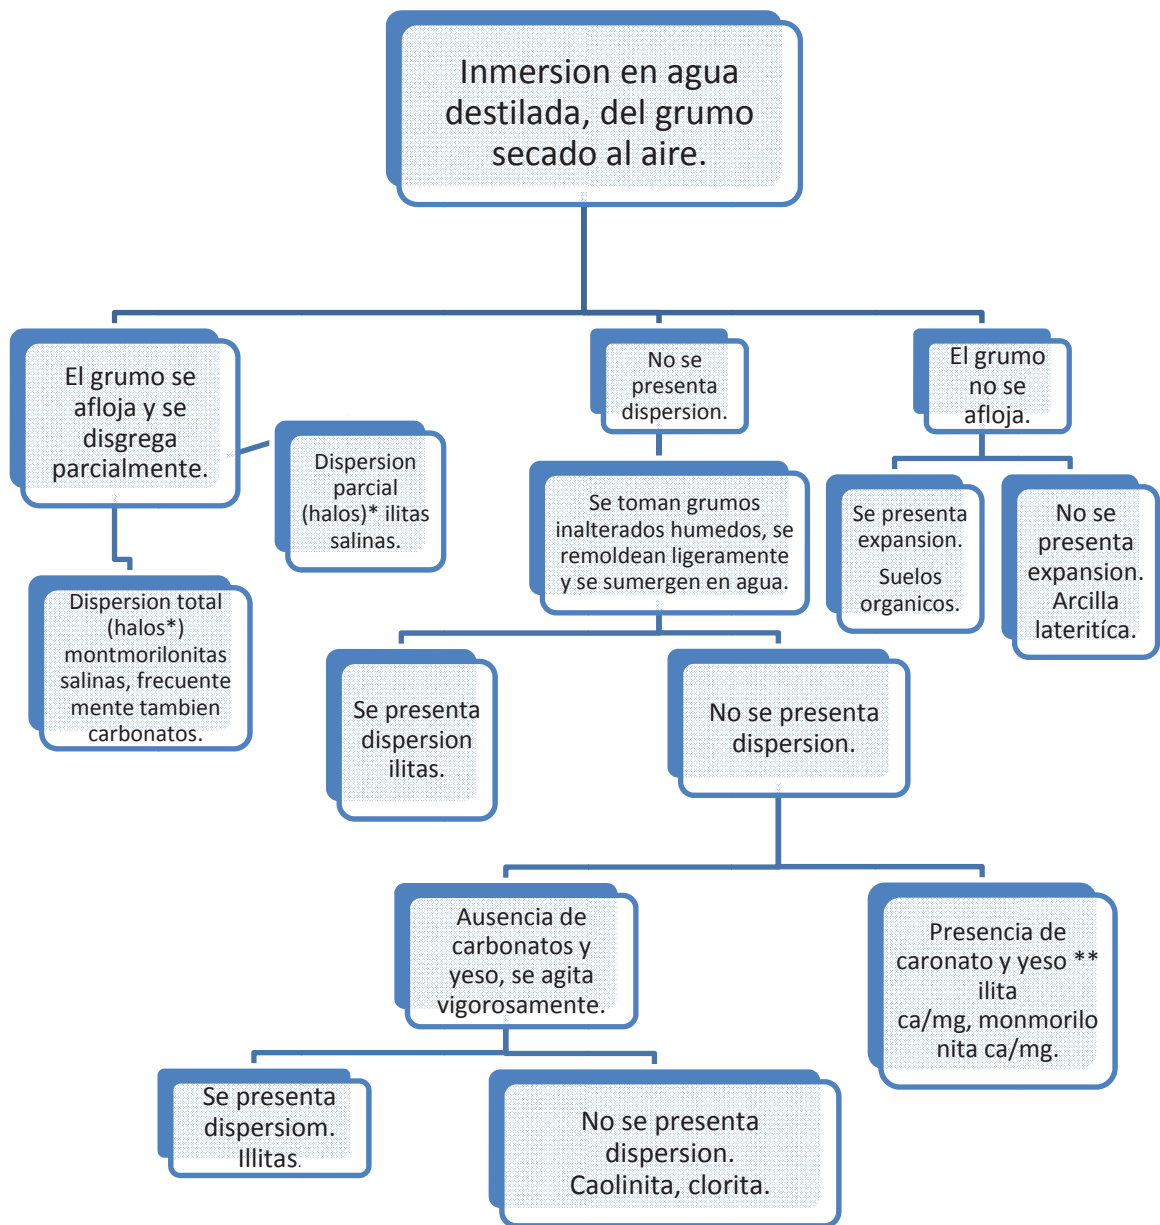 Inmersion en agua
destilada, del grumo
secado al aire.
El grumo se
afloja y se
disgrega
parcialmente.
Dispersion
parcial
(halos)* ilitas
salinas.
Dispersion total
(halos*)
montmorilonitas
salinas, frecuente
mente tambien
carbonatos.
No se
presenta
dispersion.
Se toman grumos
inalterados humedos, se
remoldean ligeramente
y se sumergen en agua.
El grumo
no se
afloja.
Se presenta
expansion.
Suelos
organicos.
No se
presenta
expansion.
Arcilla
lateritíca.
Se presenta
dispersion
ilitas.
No se presenta
dispersion.
Ausencia de
carbonatos y
yeso, se agita
vigorosamente.
Presencia de
caronato y yeso **
ilita
ca/mg, monmorilo
nita ca/mg.
Se presenta
dispersiom.
Illitas.
No se presenta
dispersion.
Caolinita, clorita.